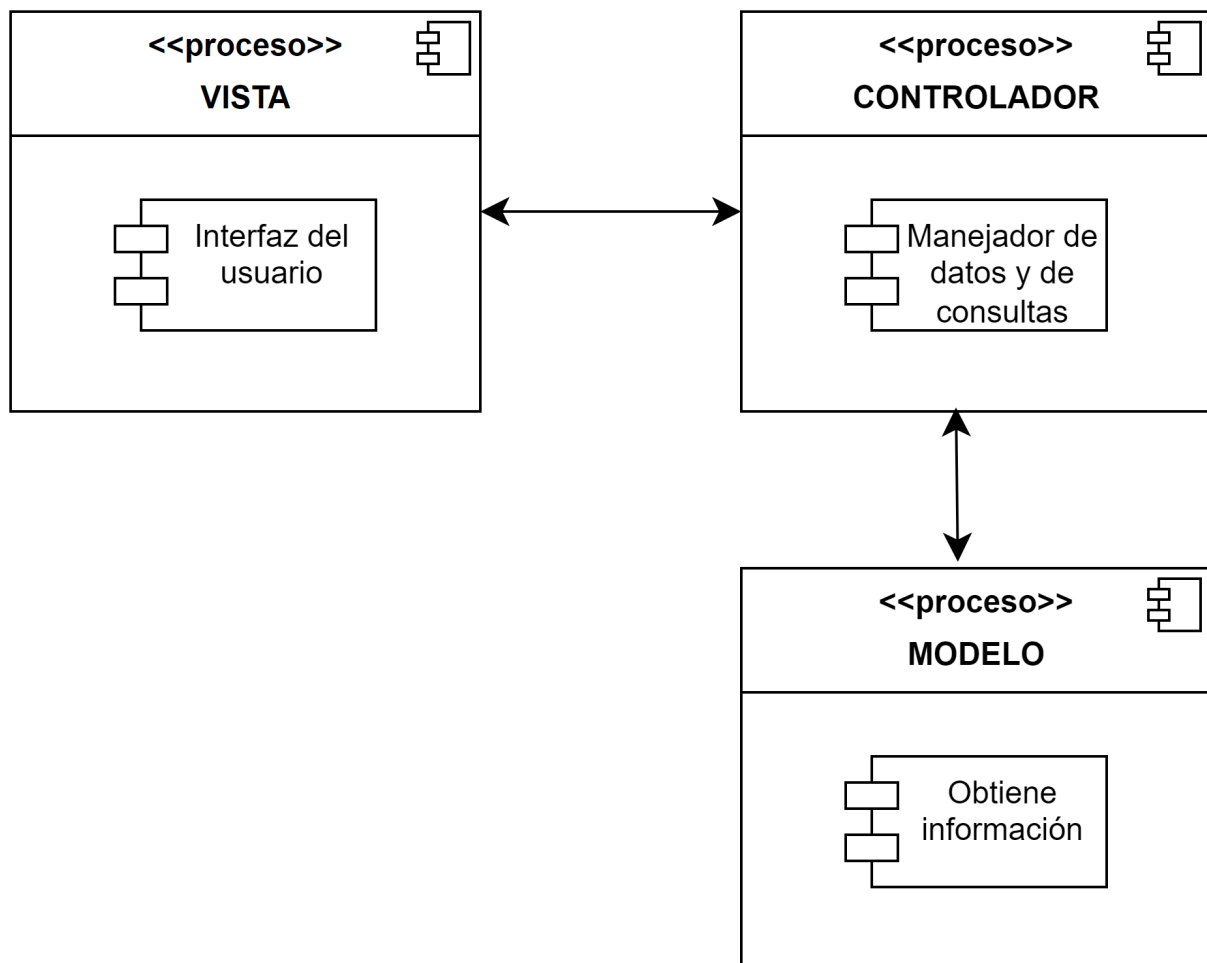 <<proceso>>
VISTA
Interfaz del
usuario
<<proceso>>
CONTROLADOR
Manejador de
datos y de
consultas
<<proceso>>
MODELO
Obtiene
información